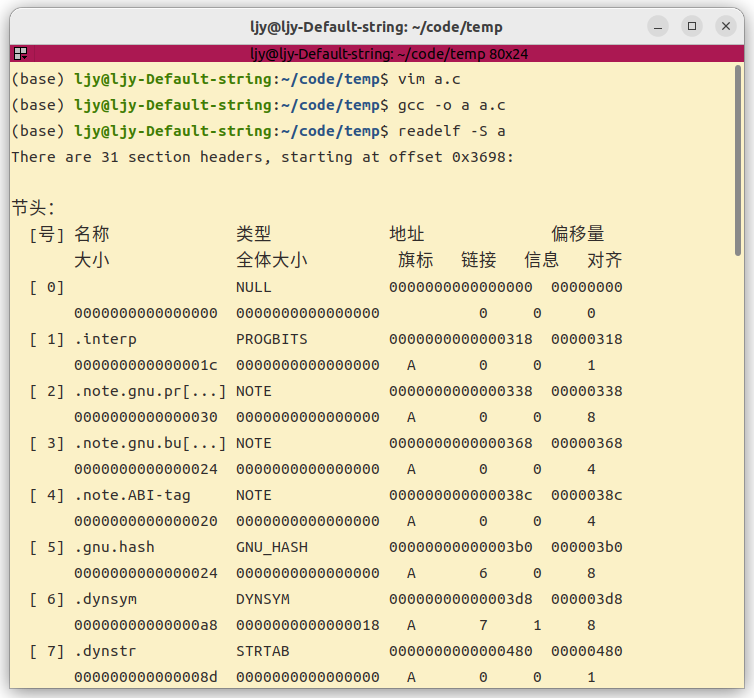 ljy@ljy-Default-string: ~/code/temp
ljy@ljy-Default-string: ~/code/temp 80x24
(base) ljy@ljy-Default-string:~/code/temp$ vim a.c
(base) ljy@ljy-Default-string:~/code/temp$ gcc -o a a.c
(base) ljy@ljy-Default-string:~/code/temp$ readelf -S a
There are 31 section headers, starting at offset 0x3698:
节头：
[号] 名称 类型 地址 偏移量
大小 全体大小 旗标 链接 信息 对齐
[ 0] NULL 0000000000000000 00000000
0000000000000000 0000000000000000 0 0 0
[ 1] .interp PROGBITS 0000000000000318 00000318
000000000000001c 0000000000000000 A 0 0 1
[ 2] .note.gnu.pr[...] NOTE 0000000000000338 00000338
0000000000000030 0000000000000000 A 0 0 8
[ 3] .note.gnu.bu[...] NOTE 0000000000000368 00000368
0000000000000024 0000000000000000 A 0 0 4
[ 4] .note.ABI-tag NOTE 000000000000038c 0000038c
0000000000000020 0000000000000000 A 0 0 4
[ 5] .gnu.hash GNU_HASH 00000000000003b0 000003b0
0000000000000024 0000000000000000 A 6 0 8
[ 6] .dynsym DYNSYM 00000000000003d8 000003d8
00000000000000a8 0000000000000018 A 7 1 8
[ 7] .dynstr STRTAB 0000000000000480 00000480
000000000000008d 0000000000000000 A 0 0 1